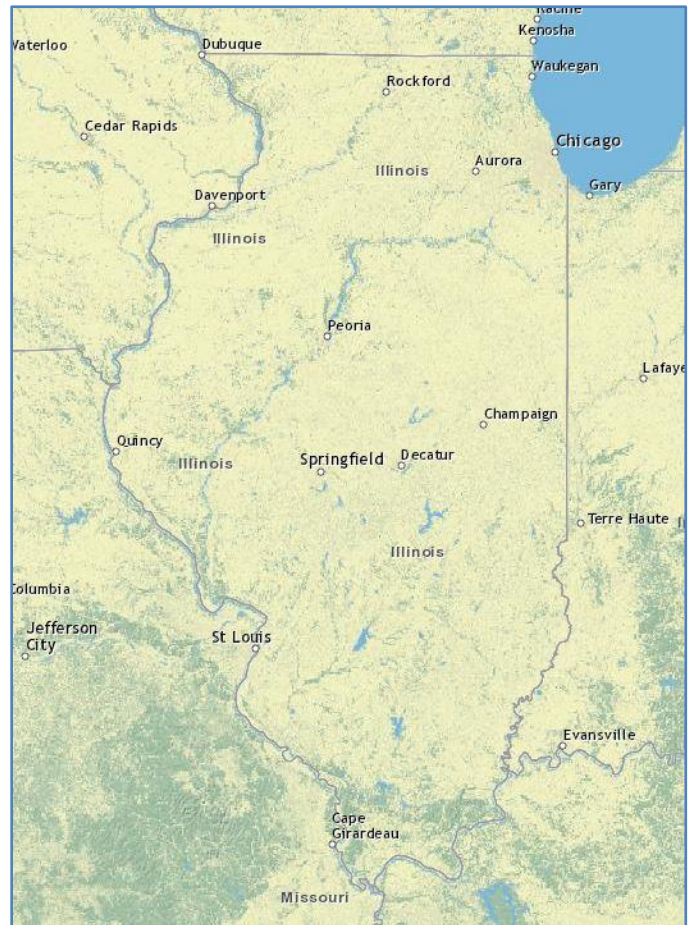 Racine
Kenosha
Waterloo
Dubuque
Waukegan
Rockford
Cedar Rapids
Chicago
Aurora
Illinois
Gary
Davenport
Illinois
Peoria
Lafaye
Champaign
Quincy
Springfield
Decatur
Illinois
Terre Haute
Illinois
Columbia
Jefferson
City
St Louis
Evansville
Cape
Girardeau
Missouri